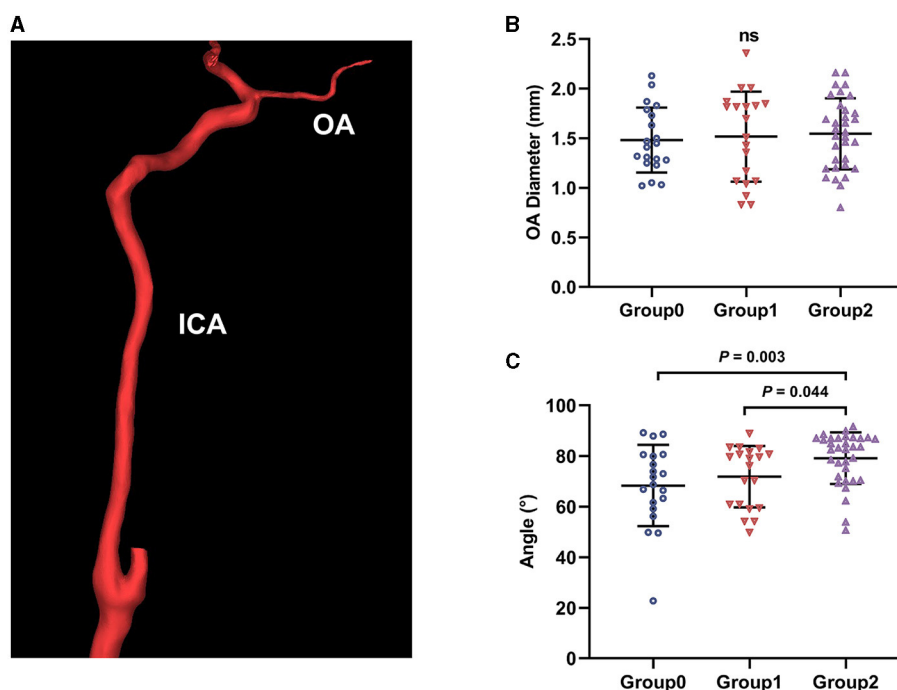 A
OA
ICA
B
ns
OA Diameter (mm)
2.5
2.0
1.5
1.0
0.5
0.0
Group0 Group1 Group2
C
P = 0.003
P = 0.044
Angle (°)
100
80
60
40
20
0
Group0 Group1 Group2